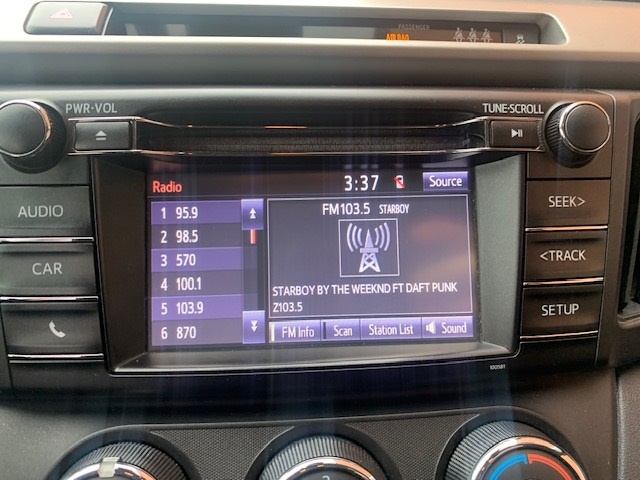 PASSENGER
AIRBAG
PWR·VOL
TUNE·SCROLL
Radio
3:37
Source
AUDIO
CAR
1 95.9
2 98.5
3 570
4 100.1
5 103.9
6 870
FM103.5 STARBOY
STARBOY BY THE WEEKND FT DAFT PUNK
Z103.5
FM Info
Scan
Station List
Sound
SEEK>
<TRACK
SETUP
100581